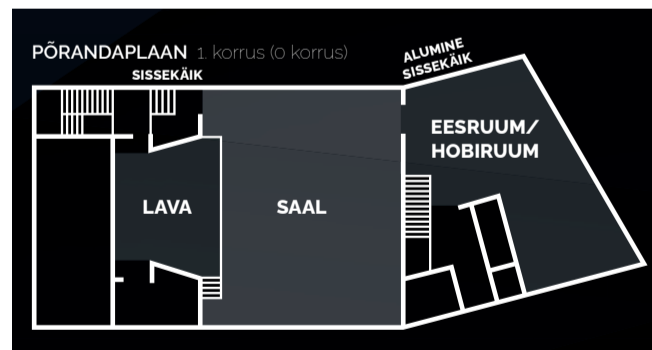 PÕRANDAPLAAN 1. korrus (0 korrus)
SISSEKÄIK
ALUMINE
SISSEKÄIK
EESRUUM/
HOBIRUUM
LAVA
SAAL